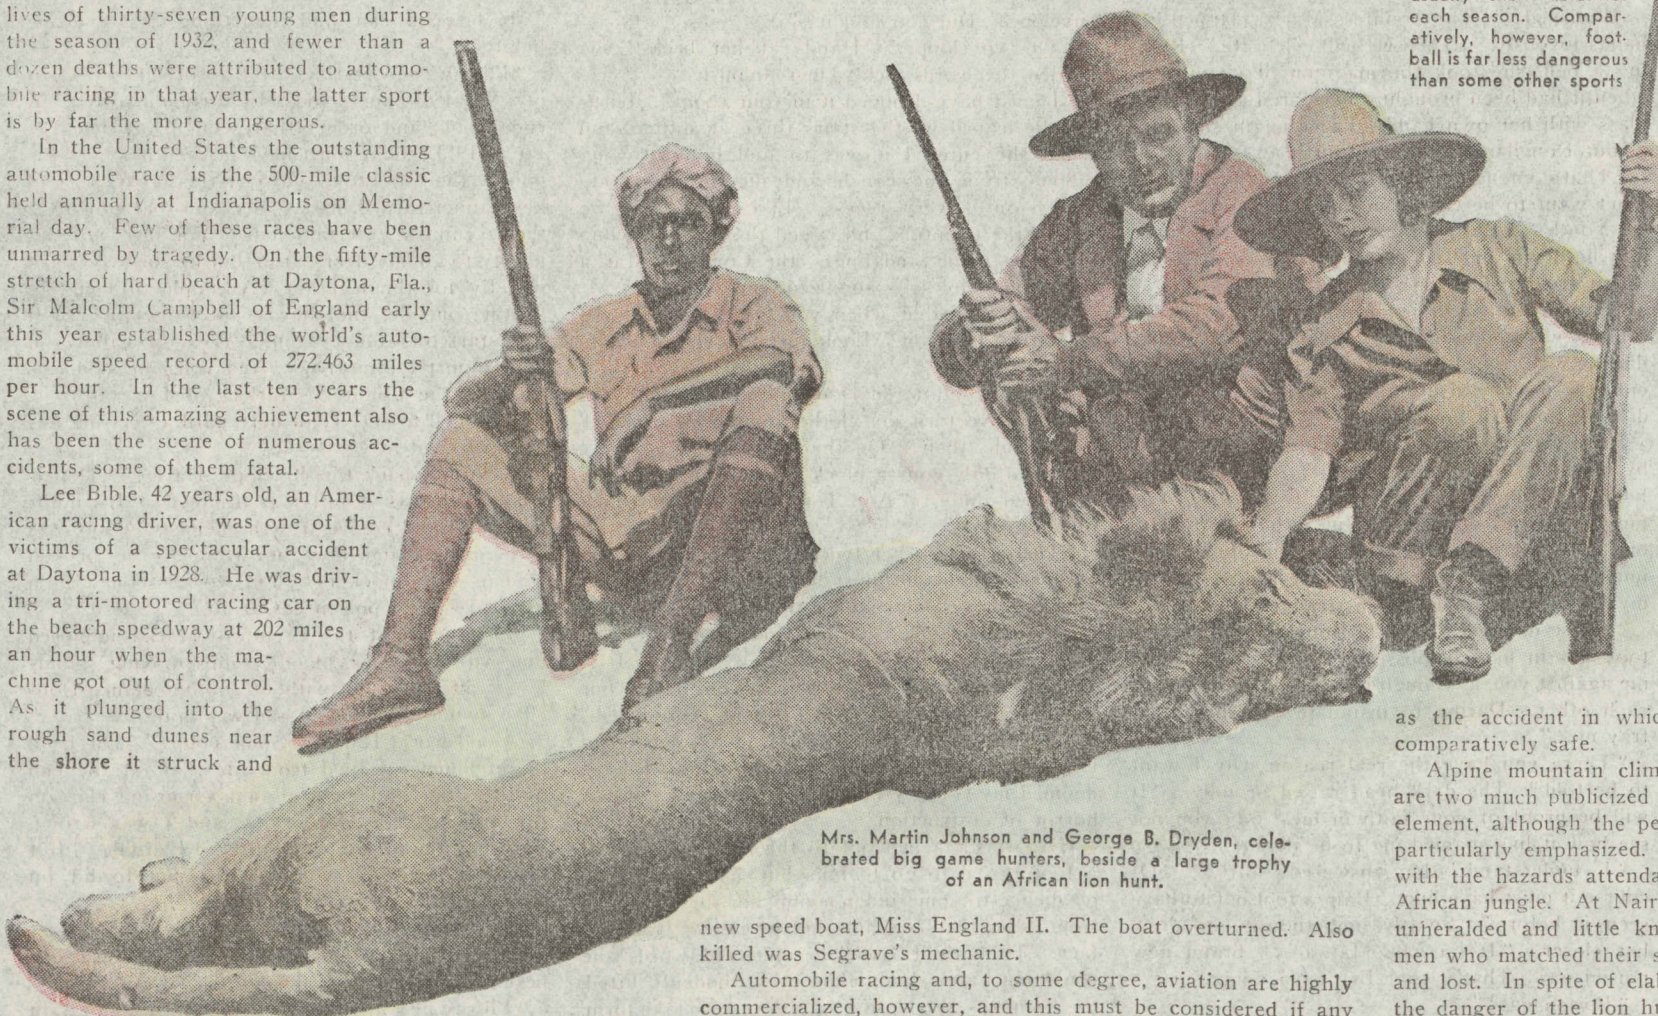 lives of thirty-seven young men during
the season of 1932, and fewer than a
dozen deaths were attributed to automo-
bile racing in that year, the latter sport
is by far the more dangerous.
In the United States the outstanding
automobile race is the 500-mile classic
held annually at Indianapolis on Memo-
rial day. Few of these races have been
unmarred by tragedy. On the fifty-mile
stretch of hard beach at Daytona, Fla.,
Sir Malcolm Campbell of England early
this year established the world's auto-
mobile speed record of 272.463 miles
per hour. In the last ten years the
scene of this amazing achievement also
has been the scene of numerous ac-
cidents, some of them fatal.
Lee Bible, 42 years old, an Amer-
ican racing driver, was one of the
victims of a spectacular accident
at Daytona in 1928. He was driv-
ing a tri-motored racing car on
the beach speedway at 202 miles
an hour when the ma-
chine got out of control.
As it plunged into the
rough sand dunes near
the shore it struck and
Mrs. Martin Johnson and George B. Dryden, cele-
brated big game hunters, beside a large trophy
of an African lion hunt.
new speed boat, Miss England II. The boat overturned. Also
killed was Segrave's mechanic.
Automobile racing and, to some degree, aviation are highly
commercialized, however, and this must be considered if any
each season. Compar-
atively, however, foot-
ball is far less dangerous
than some other sports
as the accident in whic
comparatively safe.
Alpine mountain clim
are two much publicized
element, although the pe
particularly emphasized.
with the hazards attenda
African jungle. At Nair
unheralded and little kn
men who matched their s
and lost. In spite of elal
the danger of the lion hu